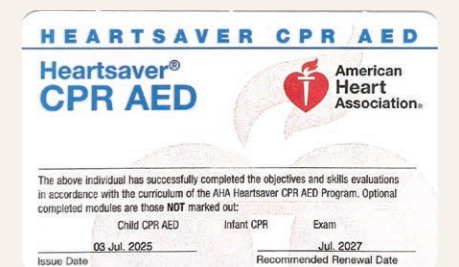 HEARTSAVER CPR AED
Heartsaver®
CPR AED
American
Heart
Association®
The above individual has successfully completed the objectives and skills evaluations
in accordance with the curriculum of the AHA Heartsaver CPR AED Program. Optional
completed modules are those NOT marked out:
Child CPR AED Infant CPR Exam
03 Jul. 2025 Jul. 2027
Issue Date Recommended Renewal Date